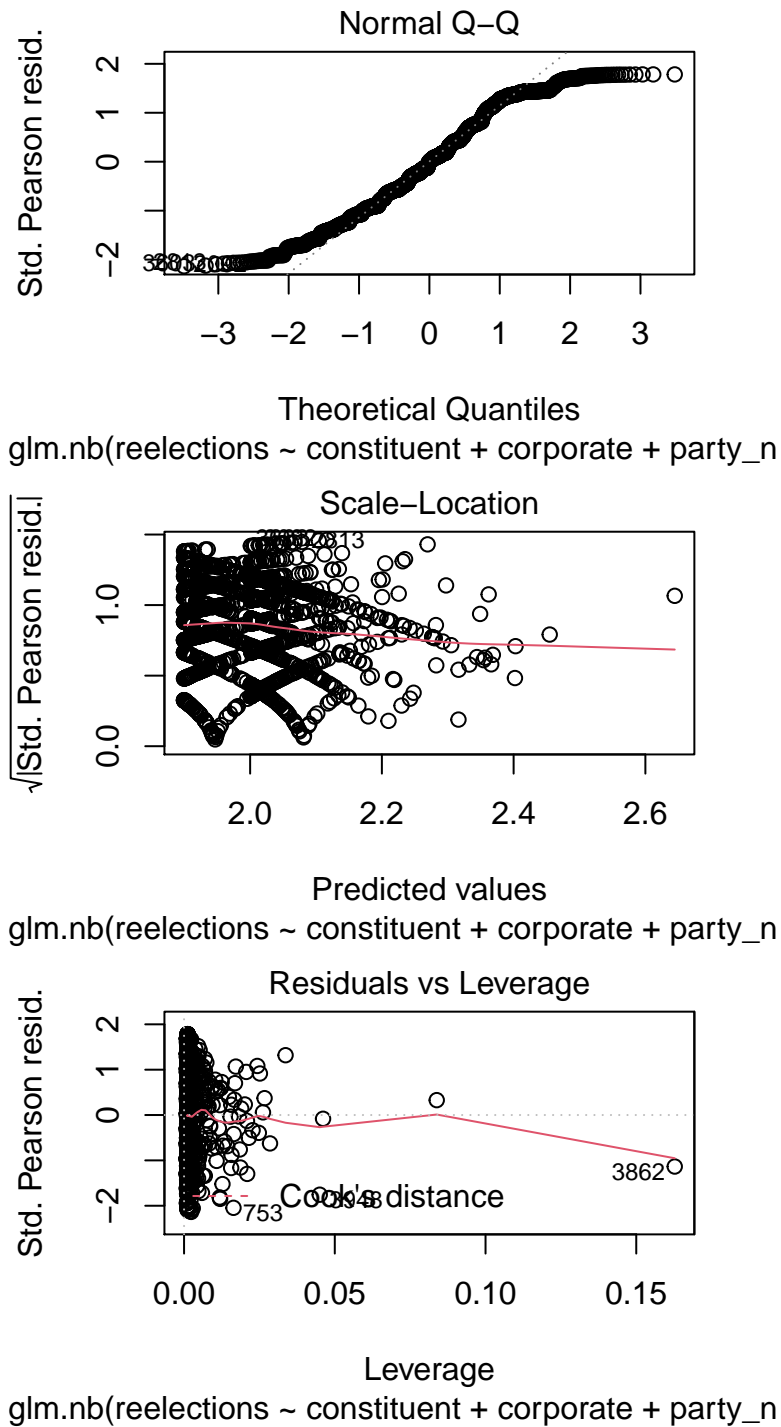 Normal Q−Q
Std. Pearson resid.
2
1
0
−2
−3 −2 −1 0 1 2 3
Theoretical Quantiles
glm.nb(reelections ~ constituent + corporate + party_n
Scale−Location
√|Std. Pearson resid.|
1.0
0.0
2.0 2.2 2.4 2.6
Predicted values
glm.nb(reelections ~ constituent + corporate + party_n
Residuals vs Leverage
Std. Pearson resid.
2
1
0
−2
3862
Cook's distance
753
0.00 0.05 0.10 0.15
Leverage
glm.nb(reelections ~ constituent + corporate + party_n